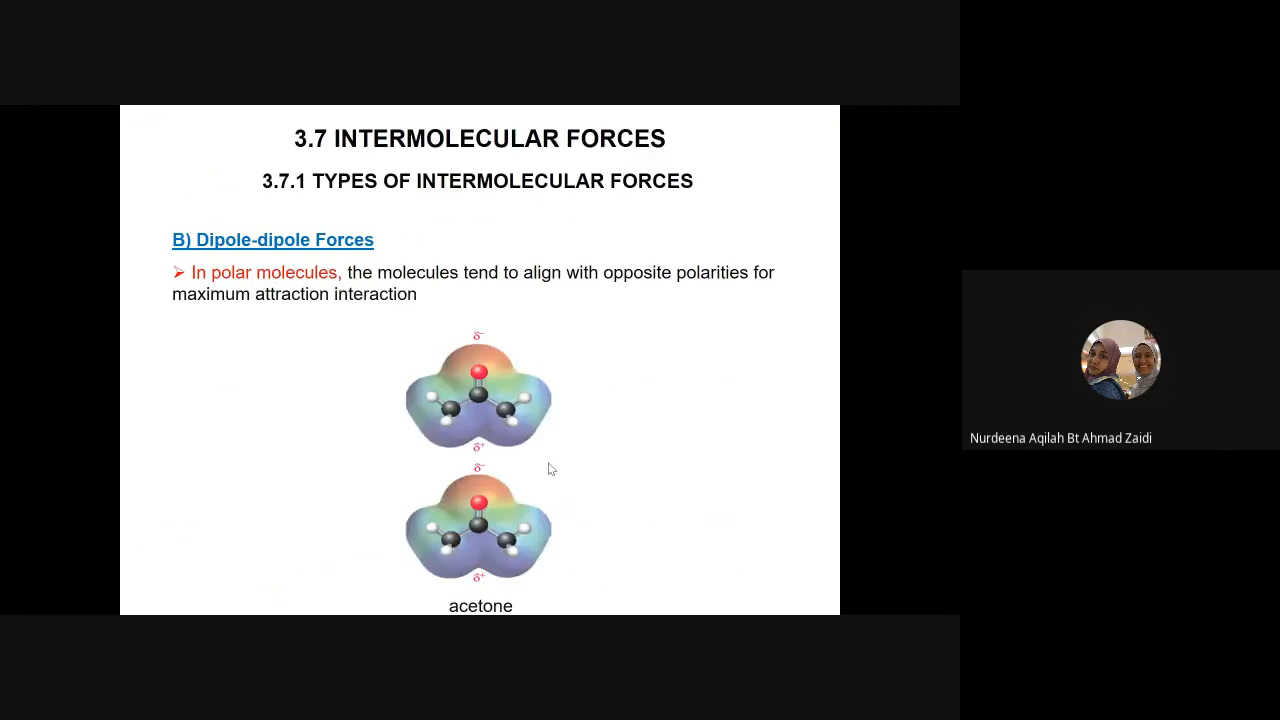 3.7 INTERMOLECULAR FORCES
3.7.1 TYPES OF INTERMOLECULAR FORCES
B) Dipole-dipole Forces
➢ In polar molecules, the molecules tend to align with opposite polarities for
maximum attraction interaction
δ⁻
δ⁺
δ⁻
δ⁺
acetone
Nurdeena Aqilah Bt Ahmad Zaidi